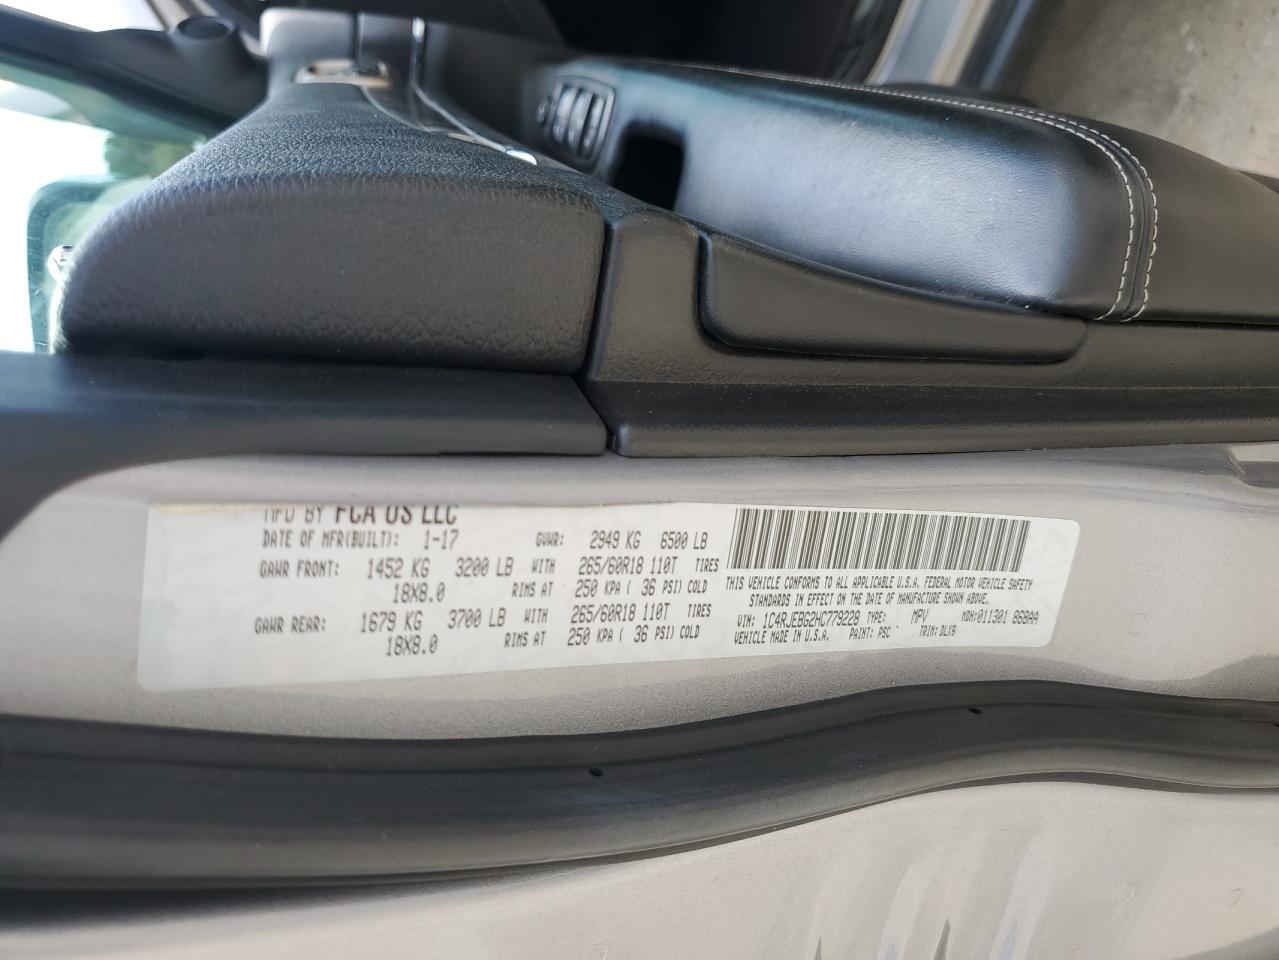 MFD BY FCA US LLC
DATE OF MFR(BUILT): 1-17 GVWR: 2949 KG 6500 LB
GAWR FRONT: 1452 KG 3200 LB WITH 265/60R18 110T TIRES
18X8.0 RIMS AT 250 KPA ( 36 PSI) COLD
GAWR REAR: 1679 KG 3700 LB WITH 265/60R18 110T TIRES
18X8.0 RIMS AT 250 KPA ( 36 PSI) COLD
THIS VEHICLE CONFORMS TO ALL APPLICABLE U.S.A. FEDERAL MOTOR VEHICLE SAFETY
STANDARDS IN EFFECT ON THE DATE OF MANUFACTURE SHOWN ABOVE.
VIN: 1C4RJEBG2HC779228 TYPE: MPV MDH:011301 868AA
VEHICLE MADE IN U.S.A. PAINT: PSC TRIM: DLX9